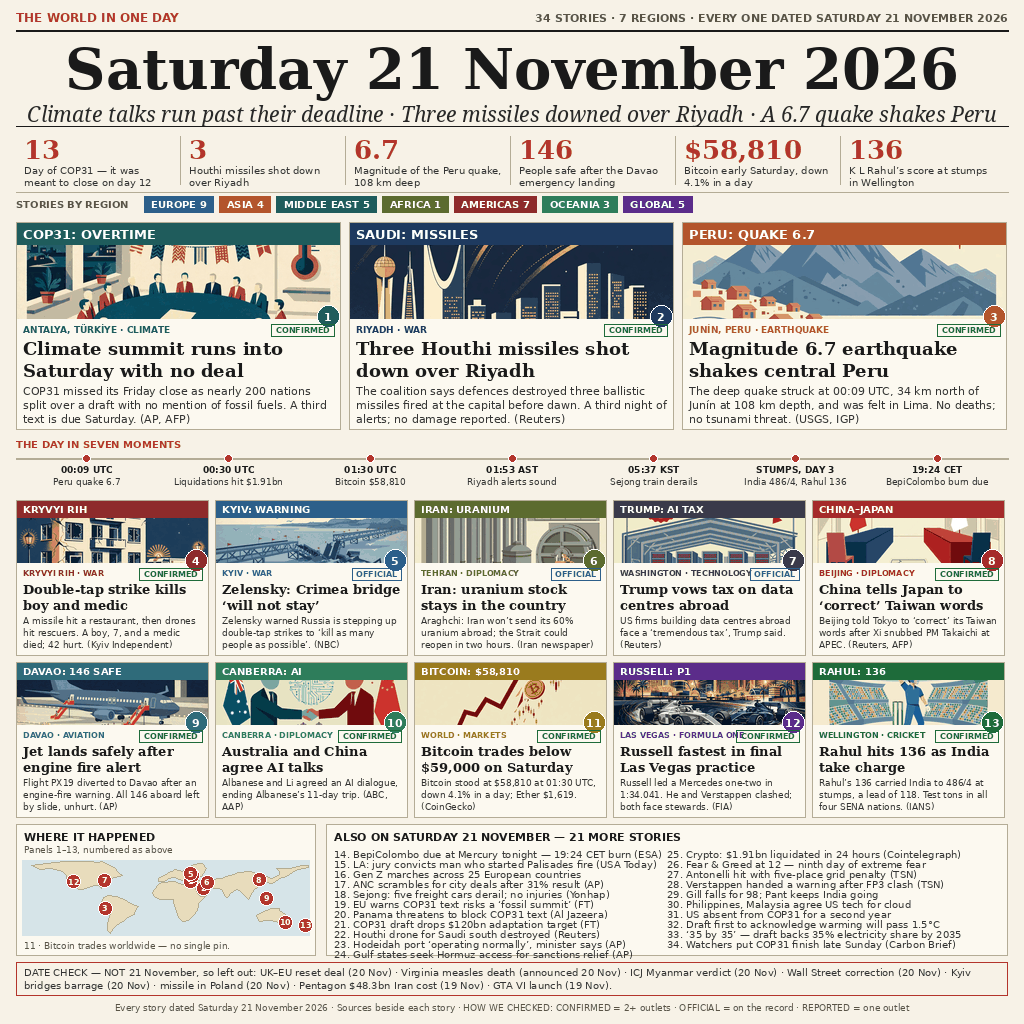 THE WORLD IN ONE DAY
34 STORIES · 7 REGIONS · EVERY ONE DATED SATURDAY 21 NOVEMBER 2026
Saturday 21 November 2026
Climate talks run past their deadline · Three missiles downed over Riyadh · A 6.7 quake shakes Peru
13
Day of COP31 — it was
meant to close on day 12
3
Houthi missiles shot down
over Riyadh
6.7
Magnitude of the Peru quake,
108 km deep
146
People safe after the Davao
emergency landing
$58,810
Bitcoin early Saturday, down
4.1% in a day
136
K L Rahul's score at stumps
in Wellington
STORIES BY REGION
EUROPE 9
ASIA 4
MIDDLE EAST 5
AFRICA 1
AMERICAS 7
OCEANIA 3
GLOBAL 5
COP31: OVERTIME
1
ANTALYA, TÜRKİYE · CLIMATE
CONFIRMED
Climate summit runs into
Saturday with no deal
COP31 missed its Friday close as nearly 200 nations
split over a draft with no mention of fossil fuels. A third
text is due Saturday. (AP, AFP)
SAUDI: MISSILES
2
RIYADH · WAR
CONFIRMED
Three Houthi missiles shot
down over Riyadh
The coalition says defences destroyed three ballistic
missiles fired at the capital before dawn. A third night of
alerts; no damage reported. (Reuters)
PERU: QUAKE 6.7
3
JUNÍN, PERU · EARTHQUAKE
CONFIRMED
Magnitude 6.7 earthquake
shakes central Peru
The deep quake struck at 00:09 UTC, 34 km north of
Junín at 108 km depth, and was felt in Lima. No deaths;
no tsunami threat. (USGS, IGP)
THE DAY IN SEVEN MOMENTS
00:09 UTC
Peru quake 6.7
00:30 UTC
Liquidations hit $1.91bn
01:30 UTC
Bitcoin $58,810
01:53 AST
Riyadh alerts sound
05:37 KST
Sejong train derails
STUMPS, DAY 3
India 486/4, Rahul 136
19:24 CET
BepiColombo burn due
KRYVYI RIH
4
KRYVYI RIH · WAR
CONFIRMED
Double-tap strike kills
boy and medic
A missile hit a restaurant, then drones
hit rescuers. A boy, 7, and a medic
died; 42 hurt. (Kyiv Independent)
KYIV: WARNING
5
KYIV · WAR
OFFICIAL
Zelensky: Crimea bridge
‘will not stay’
Zelensky warned Russia is stepping up
double-tap strikes to ‘kill as many
people as possible’. (NBC)
IRAN: URANIUM
6
TEHRAN · DIPLOMACY
OFFICIAL
Iran: uranium stock
stays in the country
Araghchi: Iran won’t send its 60%
uranium abroad; the Strait could
reopen in two hours. (Iran newspaper)
TRUMP: AI TAX
7
WASHINGTON · TECHNOLOGY
OFFICIAL
Trump vows tax on data
centres abroad
US firms building data centres abroad
face a ‘tremendous tax’, Trump said.
(Reuters)
CHINA–JAPAN
8
BEIJING · DIPLOMACY
CONFIRMED
China tells Japan to
‘correct’ Taiwan words
Beijing told Tokyo to ‘correct’ its Taiwan
words after Xi snubbed PM Takaichi at
APEC. (Reuters, AFP)
DAVAO: 146 SAFE
9
DAVAO · AVIATION
CONFIRMED
Jet lands safely after
engine fire alert
Flight PX19 diverted to Davao after an
engine-fire warning. All 146 aboard left
by slide, unhurt. (AP)
CANBERRA: AI
10
CANBERRA · DIPLOMACY
CONFIRMED
Australia and China
agree AI talks
Albanese and Li agreed an AI dialogue,
ending Albanese’s 11-day trip. (ABC,
AAP)
BITCOIN: $58,810
11
WORLD · MARKETS
CONFIRMED
Bitcoin trades below
$59,000 on Saturday
Bitcoin stood at $58,810 at 01:30 UTC,
down 4.1% in a day; Ether $1,619.
(CoinGecko)
RUSSELL: P1
12
LAS VEGAS · FORMULA ONE
CONFIRMED
Russell fastest in final
Las Vegas practice
Russell led a Mercedes one-two in
1:34.041. He and Verstappen clashed;
both face stewards. (FIA)
RAHUL: 136
13
WELLINGTON · CRICKET
CONFIRMED
Rahul hits 136 as India
take charge
Rahul’s 136 carried India to 486/4 at
stumps, a lead of 118. Test tons in all
four SENA nations. (IANS)
WHERE IT HAPPENED
Panels 1–13, numbered as above
12
7
3
5
6
8
9
10
13
11 · Bitcoin trades worldwide — no single pin.
ALSO ON SATURDAY 21 NOVEMBER — 21 MORE STORIES
14. BepiColombo due at Mercury tonight — 19:24 CET burn (ESA)
15. LA: jury convicts man who started Palisades fire (USA Today)
16. Gen Z marches across 25 European countries
17. ANC scrambles for city deals after 31% result (AP)
18. Sejong: five freight cars derail; no injuries (Yonhap)
19. EU warns COP31 text risks a ‘fossil summit’ (FT)
20. Panama threatens to block COP31 text (Al Jazeera)
21. COP31 draft drops $120bn adaptation target (FT)
22. Houthi drone for Saudi south destroyed (Reuters)
23. Hodeidah port ‘operating normally’, minister says (AP)
24. Gulf states seek Hormuz access for sanctions relief (AP)
25. Crypto: $1.91bn liquidated in 24 hours (Cointelegraph)
26. Fear & Greed at 12 — ninth day of extreme fear
27. Antonelli hit with five-place grid penalty (TSN)
28. Verstappen handed a warning after FP3 clash (TSN)
29. Gill falls for 98; Pant keeps India going
30. Philippines, Malaysia agree US tech for cloud
31. US absent from COP31 for a second year
32. Draft first to acknowledge warming will pass 1.5°C
33. ‘35 by 35’ — draft backs 35% electricity share by 2035
34. Watchers put COP31 finish late Sunday (Carbon Brief)
DATE CHECK — NOT 21 November, so left out: UK–EU reset deal (20 Nov) · Virginia measles death (announced 20 Nov) · ICJ Myanmar verdict (20 Nov) · Wall Street correction (20 Nov) · Kyiv
bridges barrage (20 Nov) · missile in Poland (20 Nov) · Pentagon $48.3bn Iran cost (19 Nov) · GTA VI launch (19 Nov).
Every story dated Saturday 21 November 2026 · Sources beside each story · HOW WE CHECKED: CONFIRMED = 2+ outlets · OFFICIAL = on the record · REPORTED = one outlet